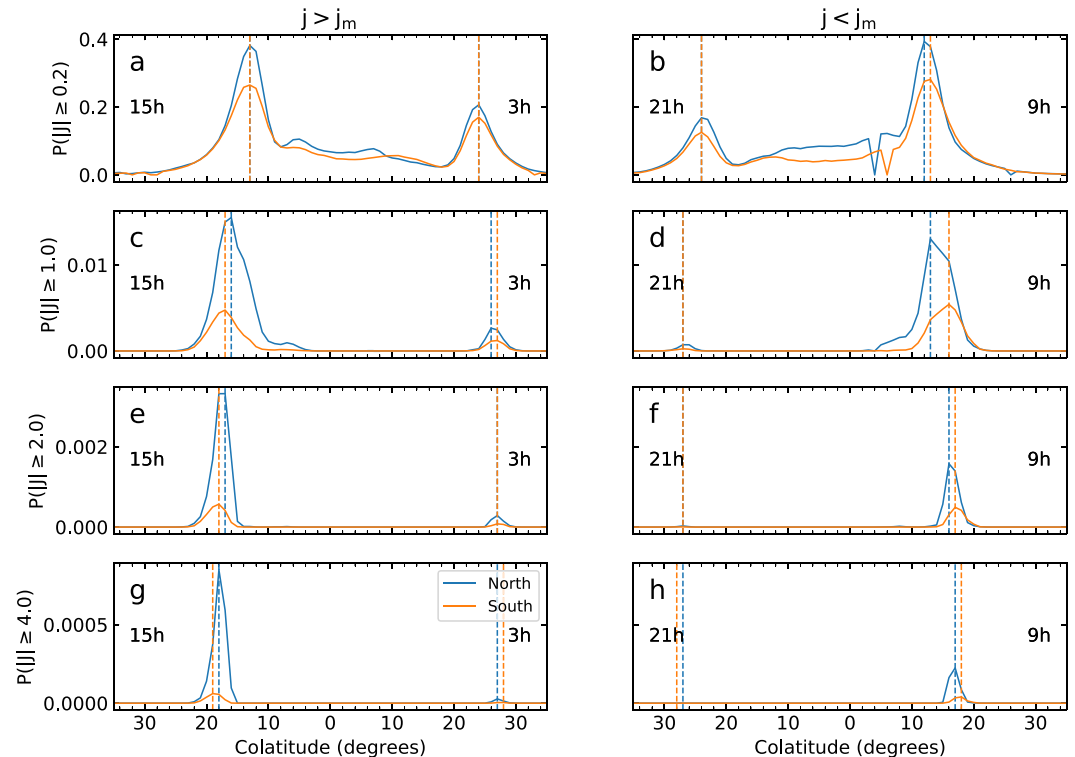 j > j_m
j < j_m
P(|J| ≥ 0.2)
0.4
0.2
0.0
a
15h
3h
b
21h
9h
P(|J| ≥ 1.0)
0.01
0.00
c
15h
3h
d
21h
9h
P(|J| ≥ 2.0)
0.002
0.000
e
15h
3h
f
21h
9h
P(|J| ≥ 4.0)
0.0005
0.0000
g
15h
3h
North
South
h
21h
9h
30 20 10 0 10 20 30
30 20 10 0 10 20 30
Colatitude (degrees)
Colatitude (degrees)